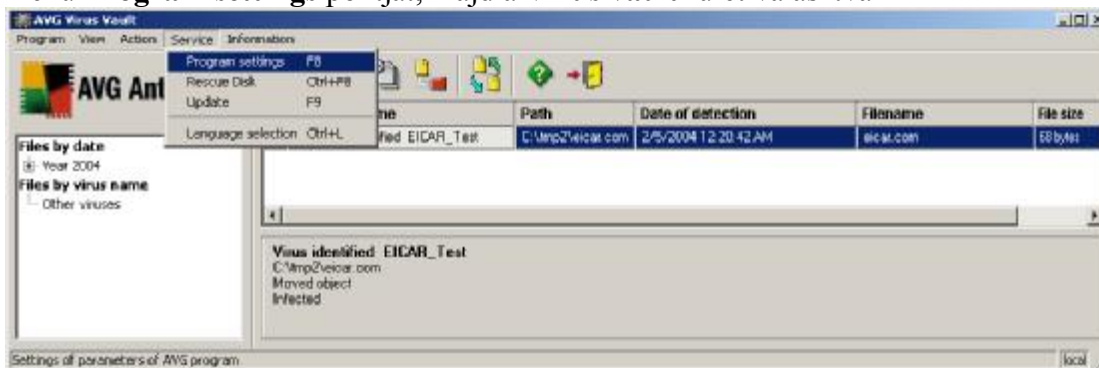 AVG Virus Vault
Program View Action Service Information
Program settings F8
Rescue Disk Ctrl+F8
Update F9
Language selection Ctrl+L
AVG Ant
Path Date of detection Filename File size
fied EICAR_Test C:\tmp2\eicar.com 2/5/2004 12:20:42 AM eicar.com 68 bytes
Files by date
Year 2004
Files by virus name
Other viruses
Virus identified EICAR_Test
C:\tmp2\eicar.com
Moved object
Infected
Settings of parameters of AVG program
local